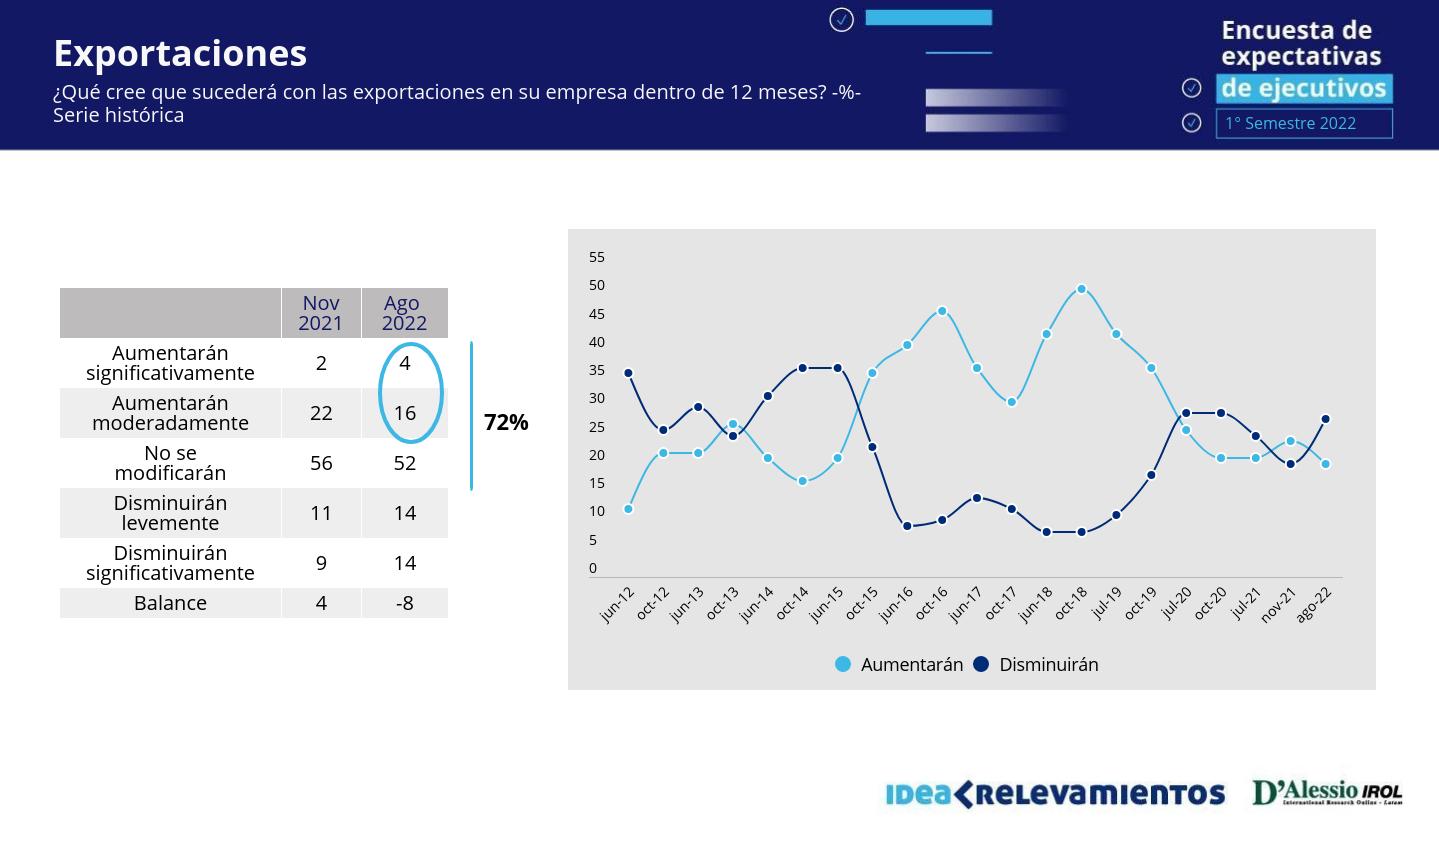 Exportaciones
¿Qué cree que sucederá con las exportaciones en su empresa dentro de 12 meses? -%-
Serie histórica
Encuesta de
expectativas
de ejecutivos
1° Semestre 2022
Nov
2021
Ago
2022
Aumentarán
significativamente
2
4
Aumentarán
moderadamente
22
16
No se
modificarán
56
52
Disminuirán
levemente
11
14
Disminuirán
significativamente
9
14
Balance
4
-8
72%
55
50
45
40
35
30
25
20
15
10
5
0
jun-12
oct-12
jun-13
oct-13
jun-14
oct-14
jun-15
oct-15
jun-16
oct-16
jun-17
oct-17
jun-18
oct-18
jul-19
oct-19
jul-20
oct-20
jul-21
nov-21
ago-22
Aumentarán
Disminuirán
IDea RELEVAMIENTOS
D'Alessio IROL
International Research Online - Latam